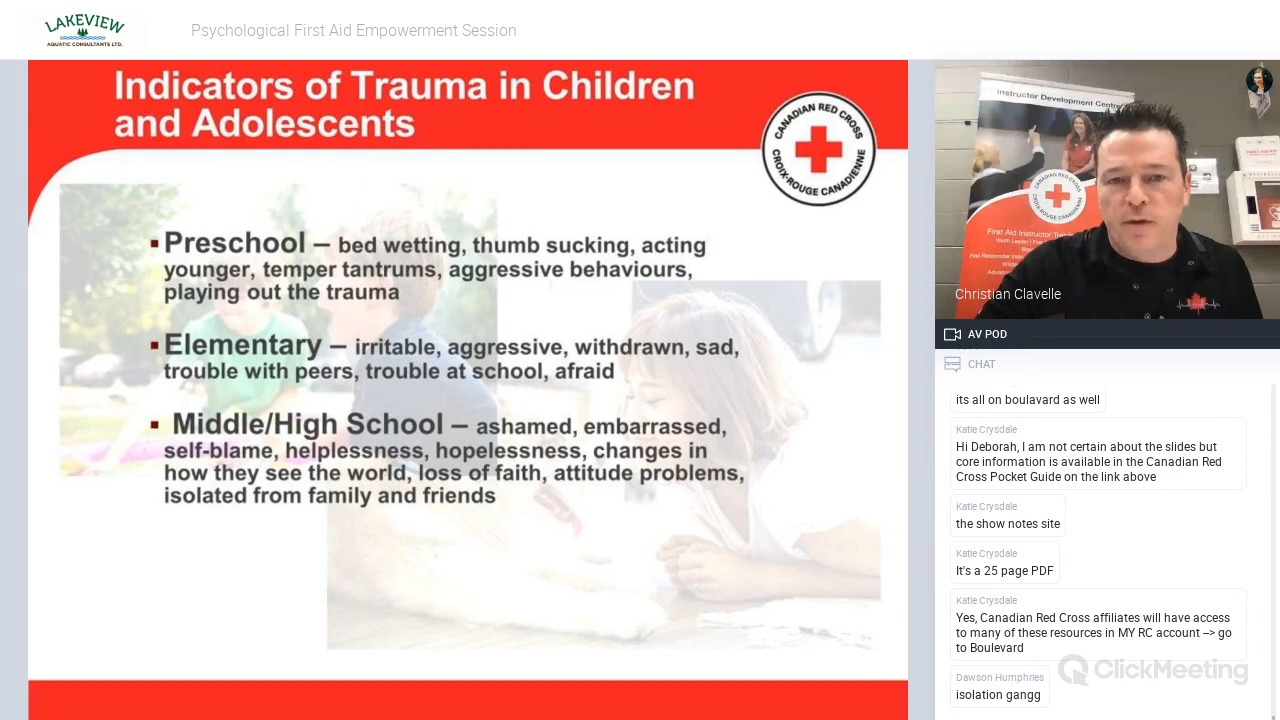 LAKEVIEW
AQUATIC CONSULTANTS LTD.
Psychological First Aid Empowerment Session
Indicators of Trauma in Children
and Adolescents
CANADIAN RED CROSS
CROIX-ROUGE CANADIENNE
▪ Preschool – bed wetting, thumb sucking, acting
younger, temper tantrums, aggressive behaviours,
playing out the trauma
▪ Elementary – irritable, aggressive, withdrawn, sad,
trouble with peers, trouble at school, afraid
▪ Middle/High School – ashamed, embarrassed,
self-blame, helplessness, hopelessness, changes in
how they see the world, loss of faith, attitude problems,
isolated from family and friends
Instructor Development Centre
CANADIAN RED CROSS
CROIX-ROUGE CANADIENNE
First Aid Instructor
Christian Clavelle
AV POD
CHAT
its all on boulavard as well
Katie Crysdale
Hi Deborah, I am not certain about the slides but
core information is available in the Canadian Red
Cross Pocket Guide on the link above
Katie Crysdale
the show notes site
Katie Crysdale
It's a 25 page PDF
Katie Crysdale
Yes, Canadian Red Cross affiliates will have access
to many of these resources in MY RC account --> go
to Boulevard
ClickMeeting
Dawson Humphries
isolation gangg